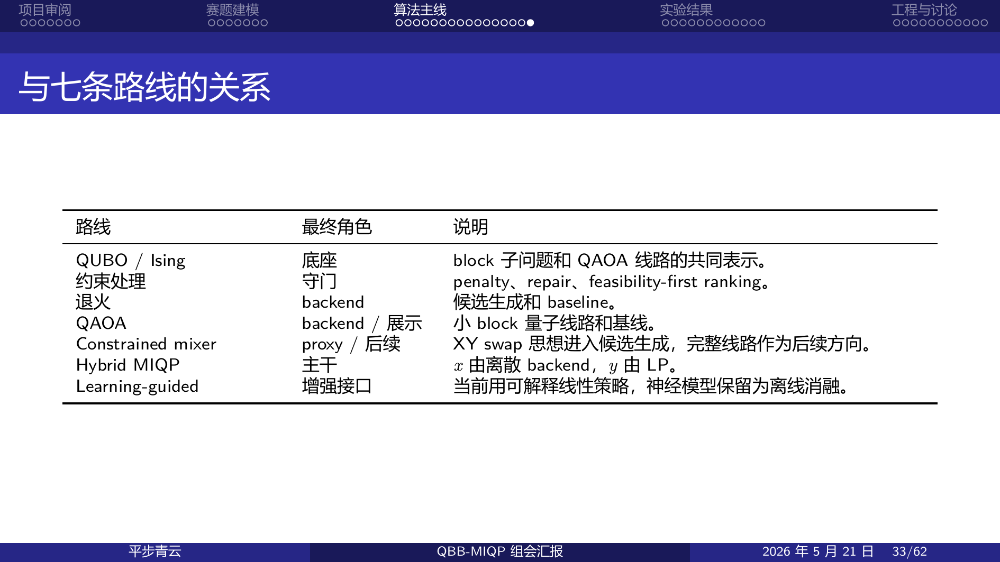 项目审阅 赛题建模 算法主线 实验结果 工程与讨论
与七条路线的关系
路线 最终角色 说明
QUBO / Ising 底座 block 子问题和 QAOA 线路的共同表示。
约束处理 守门 penalty、repair、feasibility-first ranking。
退火 backend 候选生成和 baseline。
QAOA backend / 展示 小 block 量子线路和基线。
Constrained mixer proxy / 后续 XY swap 思想进入候选生成，完整线路作为后续方向。
Hybrid MIQP 主干 x 由离散 backend，y 由 LP。
Learning-guided 增强接口 当前用可解释线性策略，神经模型保留为离线消融。
平步青云 QBB-MIQP 组会汇报 2026 年 5 月 21 日 33/62